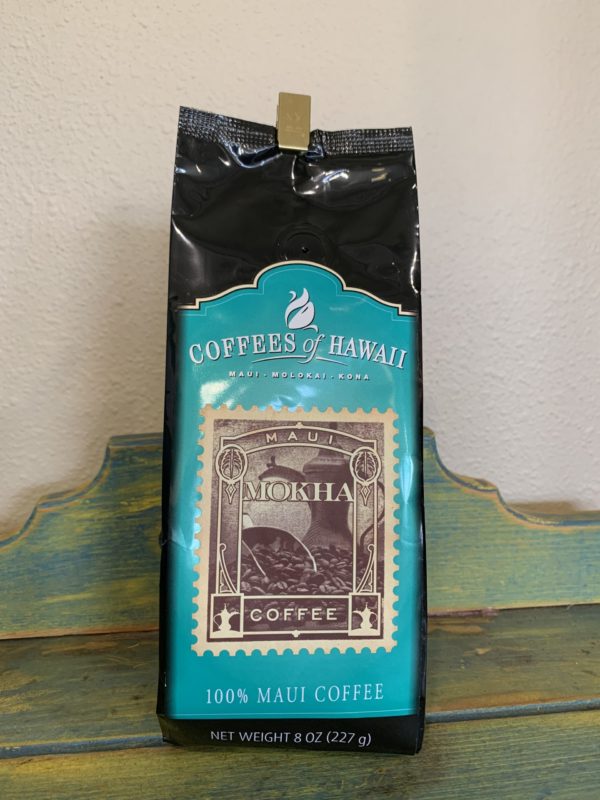 COFFEES of HAWAII
MAUI - MOLOKAI - KONA
MAUI
MOKHA
COFFEE
100% MAUI COFFEE
NET WEIGHT 8 OZ (227 g)